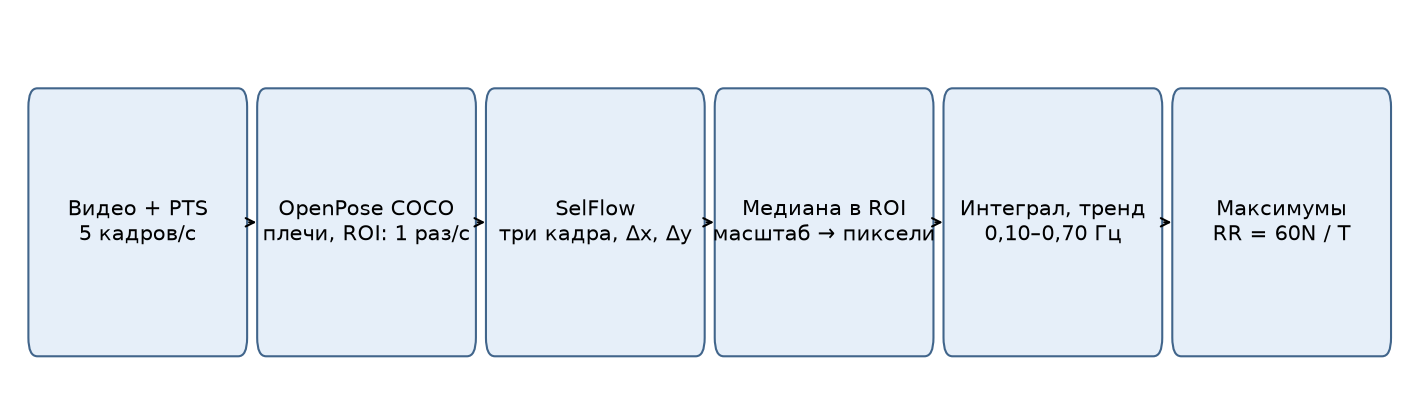 Видео + PTS
5 кадров/с
OpenPose COCO
плечи, ROI: 1 раз/с
SelFlow
три кадра, Δx, Δy
Медиана в ROI
масштаб → пиксели
Интеграл, тренд
0,10–0,70 Гц
Максимумы
RR = 60N / T